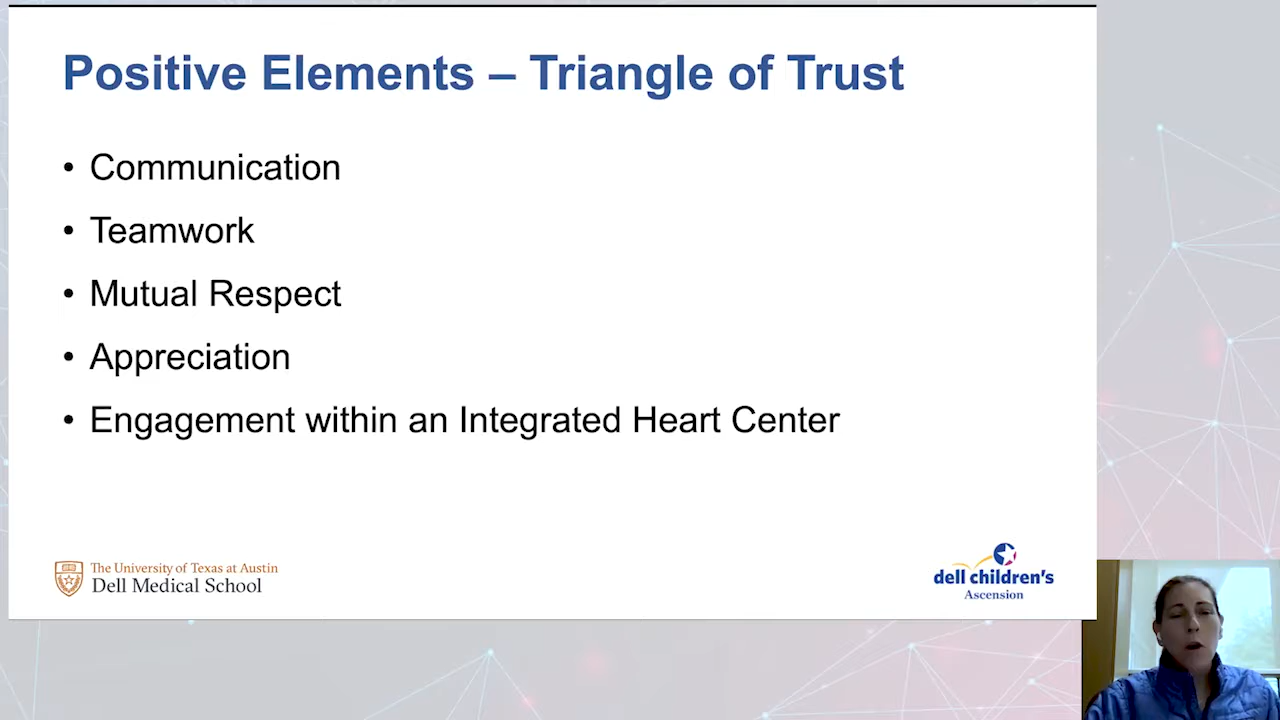 Positive Elements – Triangle of Trust
• Communication
• Teamwork
• Mutual Respect
• Appreciation
• Engagement within an Integrated Heart Center
The University of Texas at Austin
Dell Medical School
dell children's
Ascension